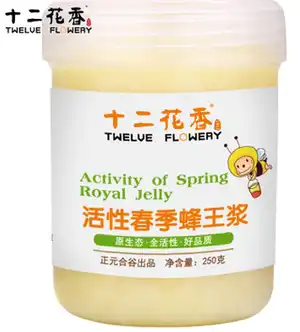 十二花香®
TWELVE FLOWERY
十二花香®
TWELVE FLOWERY
Activity of Spring
Royal Jelly
活性春季蜂王浆
原生态·全活性·好品质
正元合谷出品 净含量:250克